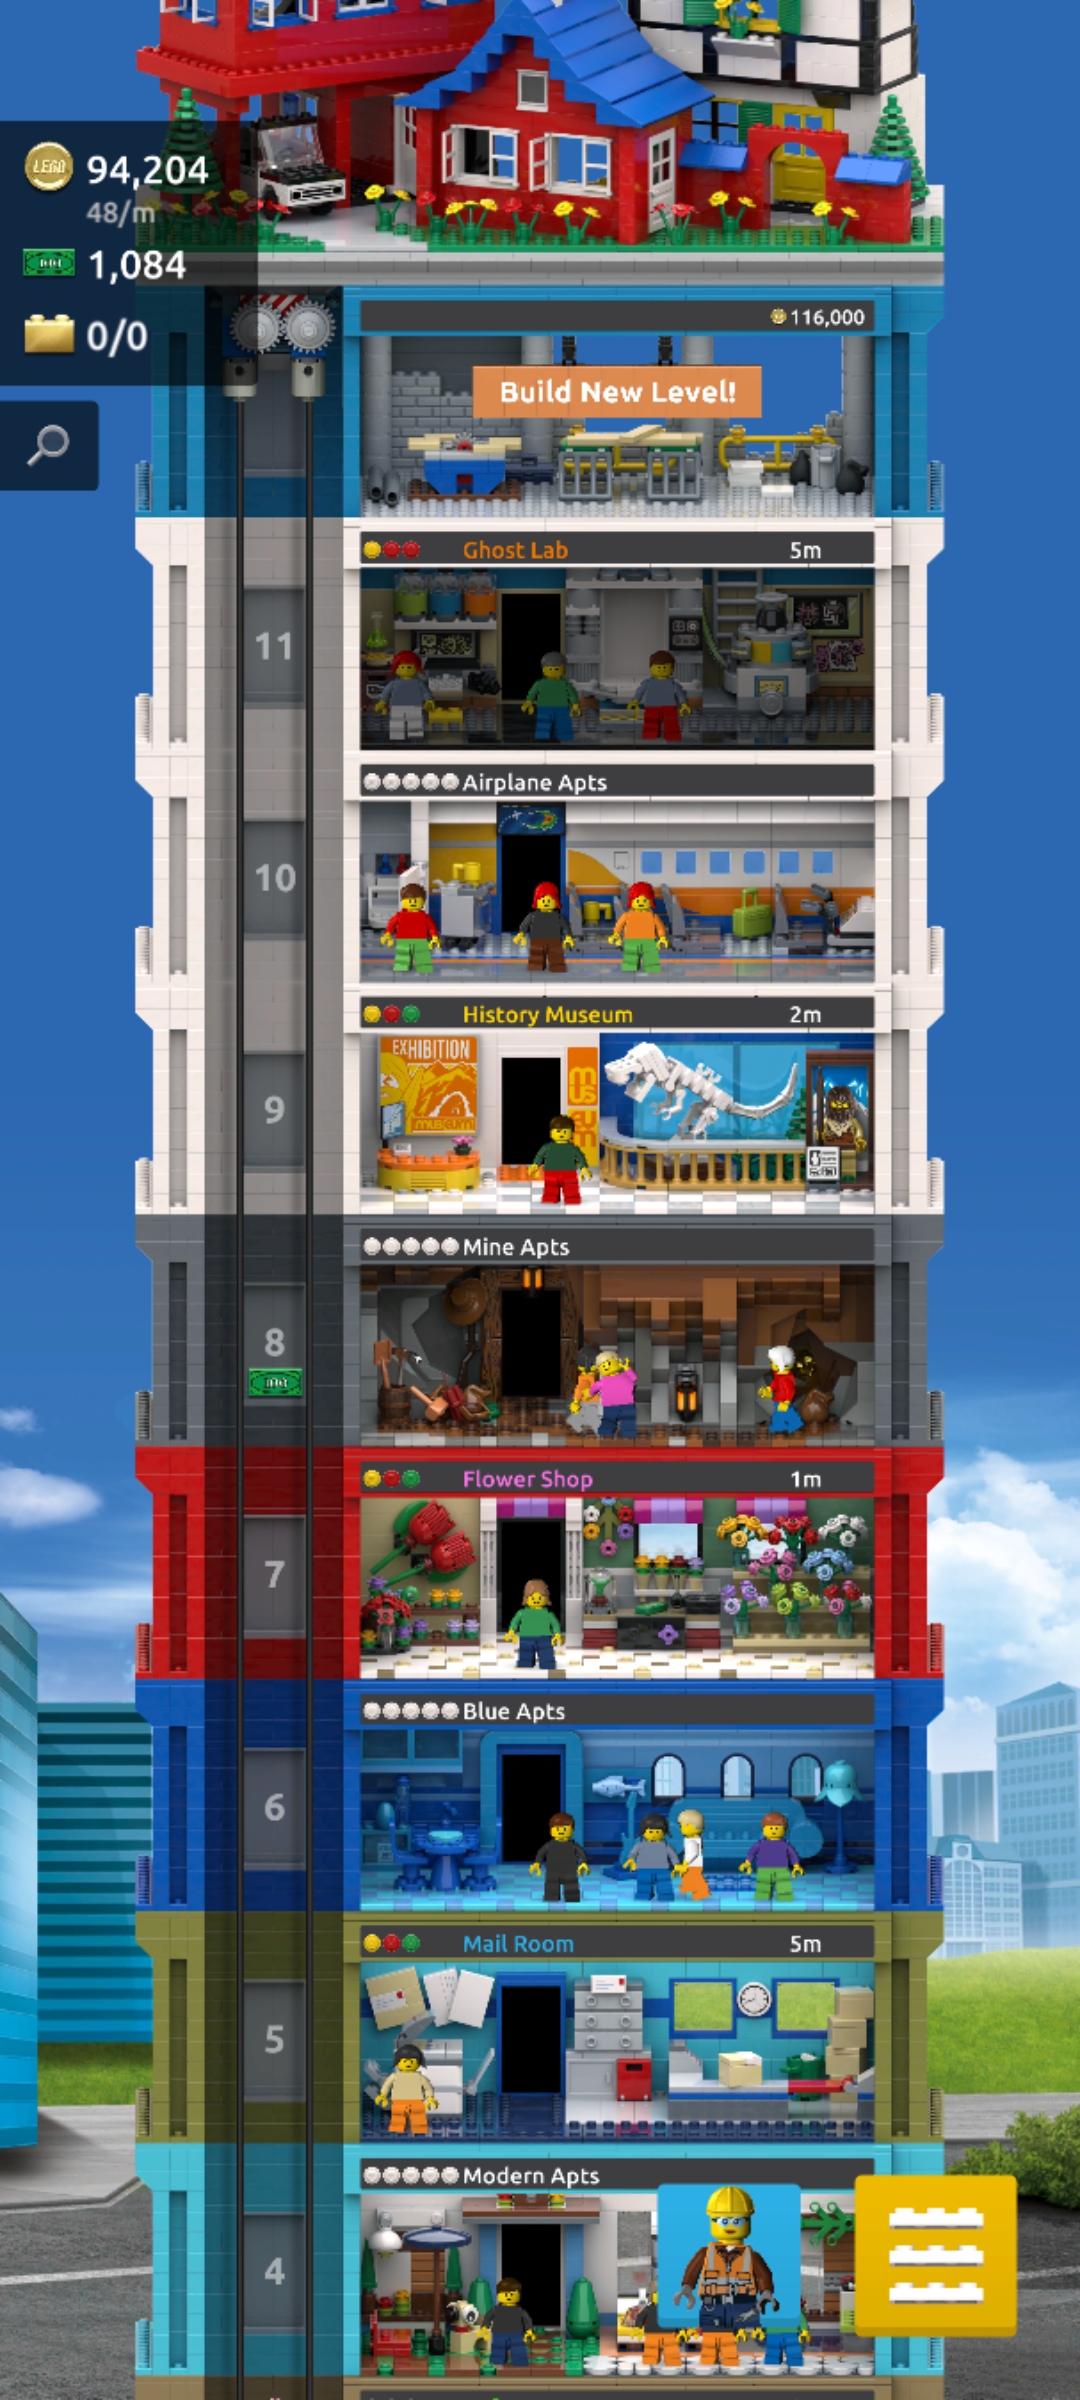 LEGO
94,204
48/m
1,084
0/0
116,000
Build New Level!
Ghost Lab 5m
11
Airplane Apts
10
History Museum 2m
EXHIBITION
MUSEUM
museum
9
Mine Apts
8
Flower Shop 1m
7
Blue Apts
6
Mail Room 5m
5
Modern Apts
4